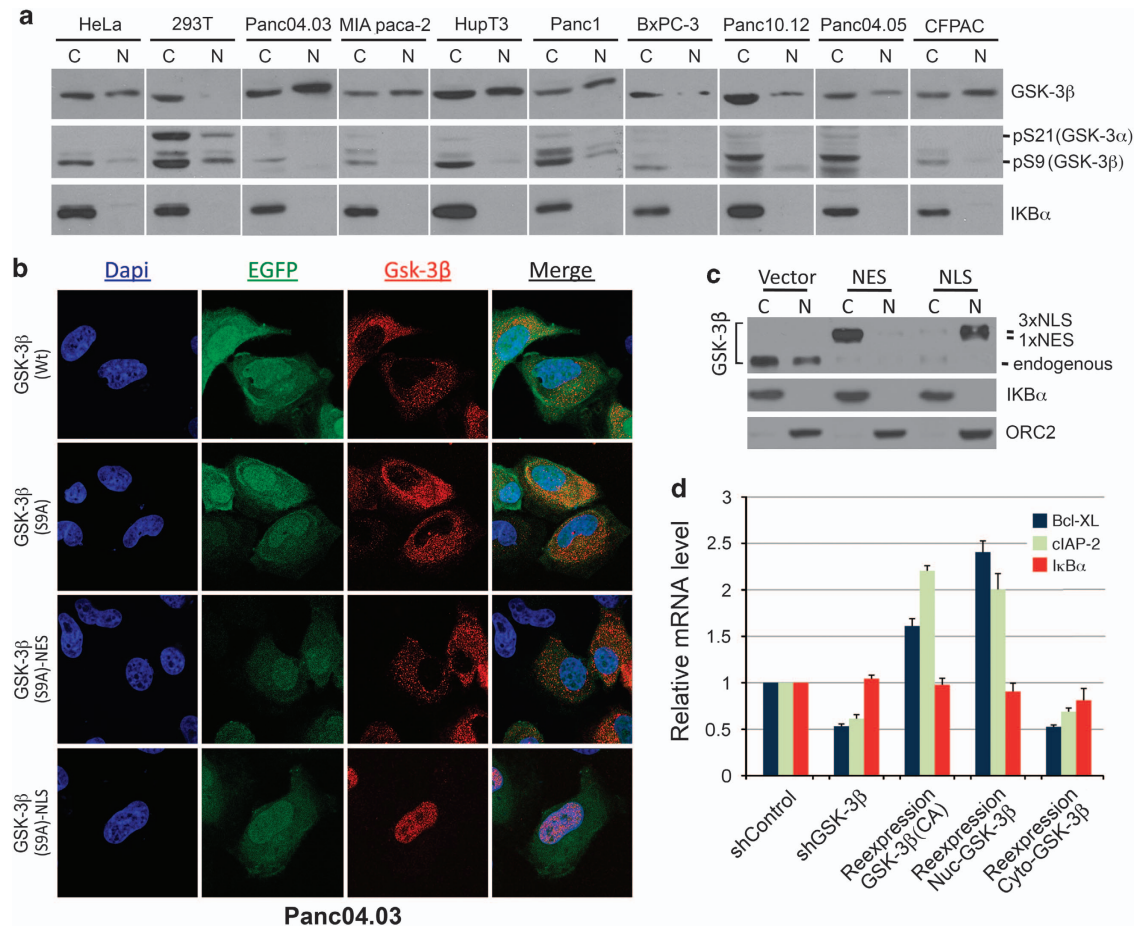 a
HeLa 293T Panc04.03 MIA paca-2 HupT3 Panc1 BxPC-3 Panc10.12 Panc04.05 CFPAC
C N C N C N C N C N C N C N C N C N C N
GSK-3β
pS21(GSK-3α)
pS9(GSK-3β)
IKBα
b
Dapi EGFP Gsk-3β Merge
GSK-3β
(Wt)
GSK-3β
(S9A)
GSK-3β
(S9A)-NES
GSK-3β
(S9A)-NLS
Panc04.03
c
Vector NES NLS
C N C N C N
GSK-3β
3xNLS
1xNES
endogenous
IKBα
ORC2
d
Relative mRNA level
3
2.5
2
1.5
1
0.5
0
Bcl-XL
cIAP-2
IκBα
shControl
shGSK-3β
Reexpression
GSK-3β(CA)
Reexpression
Nuc-GSK-3β
Reexpression
Cyto-GSK-3β